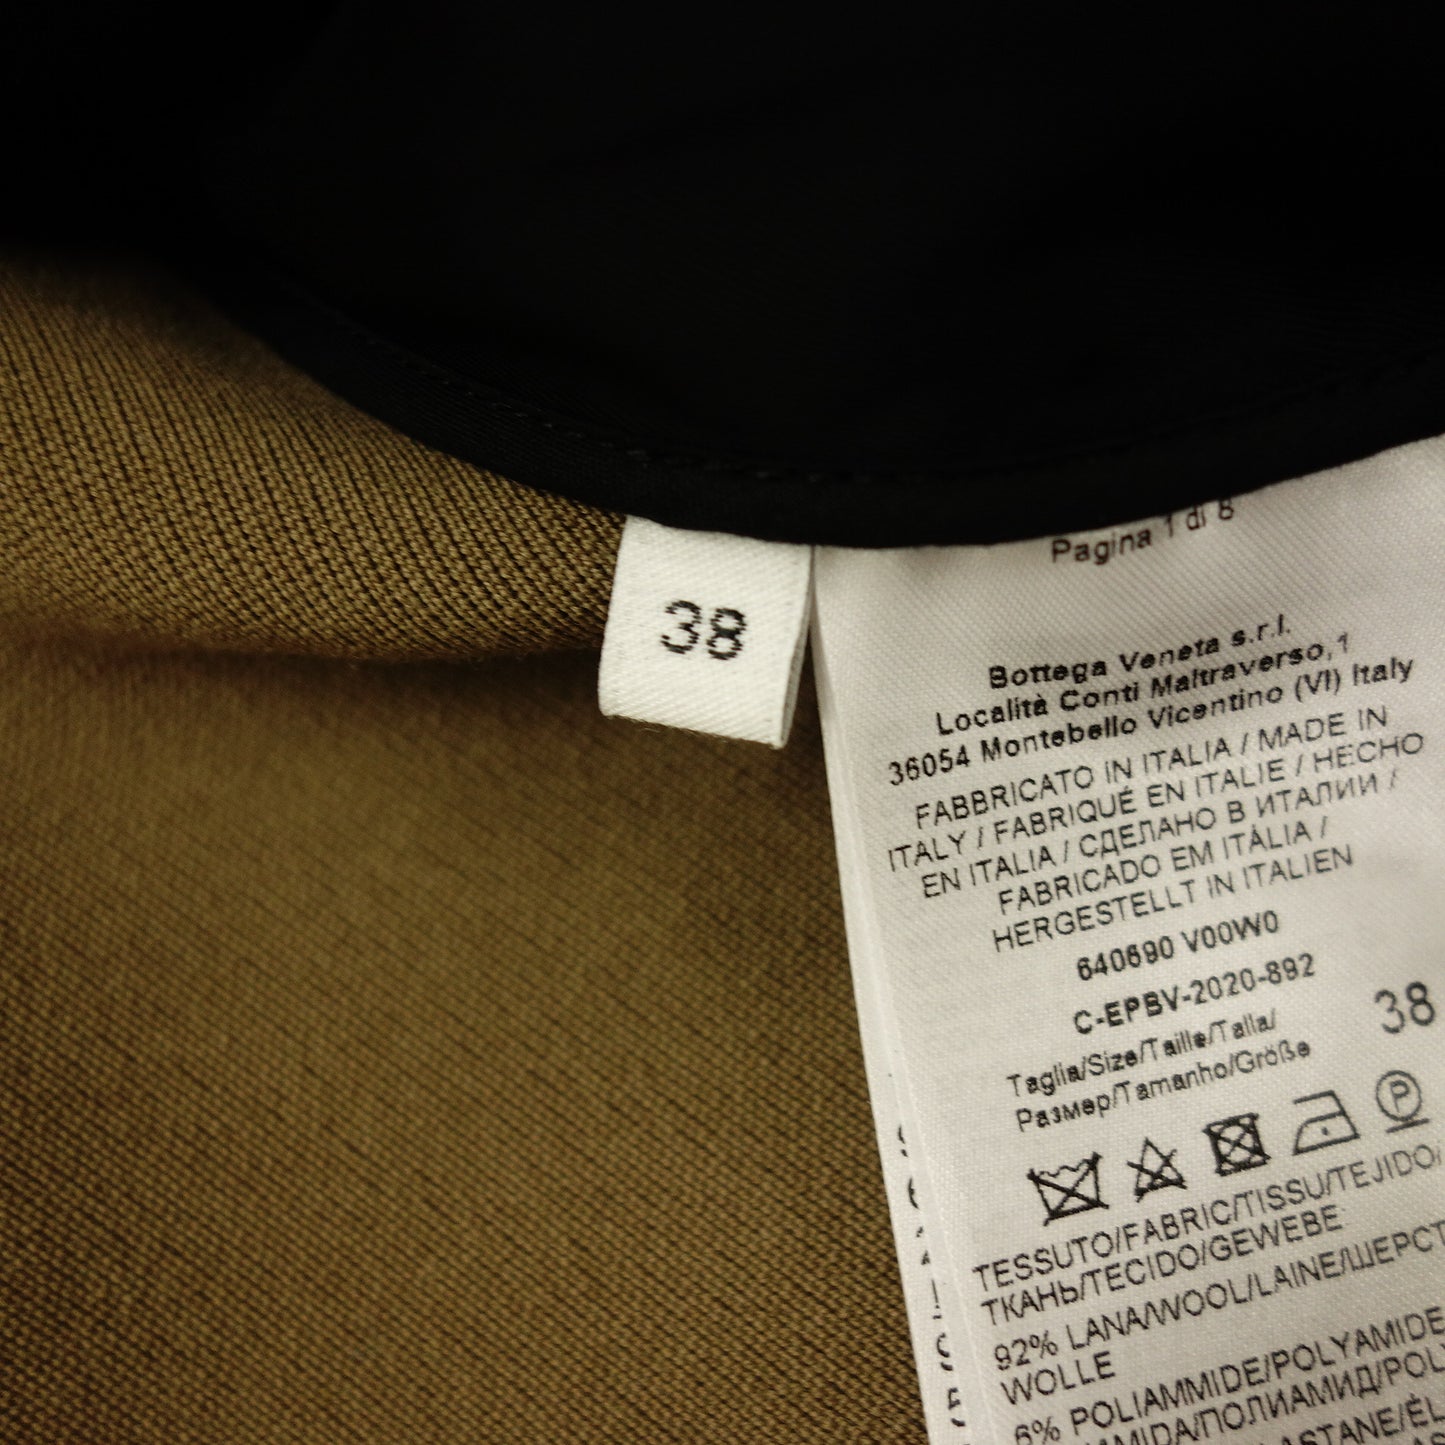 38
Pagina 1 di 8
Bottega Veneta s.r.l.
Località Conti Maltraverso,1
36054 Montebello Vicentino (VI) Italy
FABBRICATO IN ITALIA / MADE IN
ITALY / FABRIQUÉ EN ITALIE / HECHO
EN ITALIA / СДЕЛАНО В ИТАЛИИ /
FABRICADO EM ITÁLIA /
HERGESTELLT IN ITALIEN
640690 V00W0
C-EPBV-2020-892
Taglia/Size/Taille/Talla/
Размер/Tamanho/Größe
38
TESSUTO/FABRIC/TISSU/TEJIDO/
ТКАНЬ/TECIDO/GEWEBE:
92% LANA/WOOL/LAINE/ШЕРСТ
WOLLE
6% POLIAMMIDE/POLYAMIDE